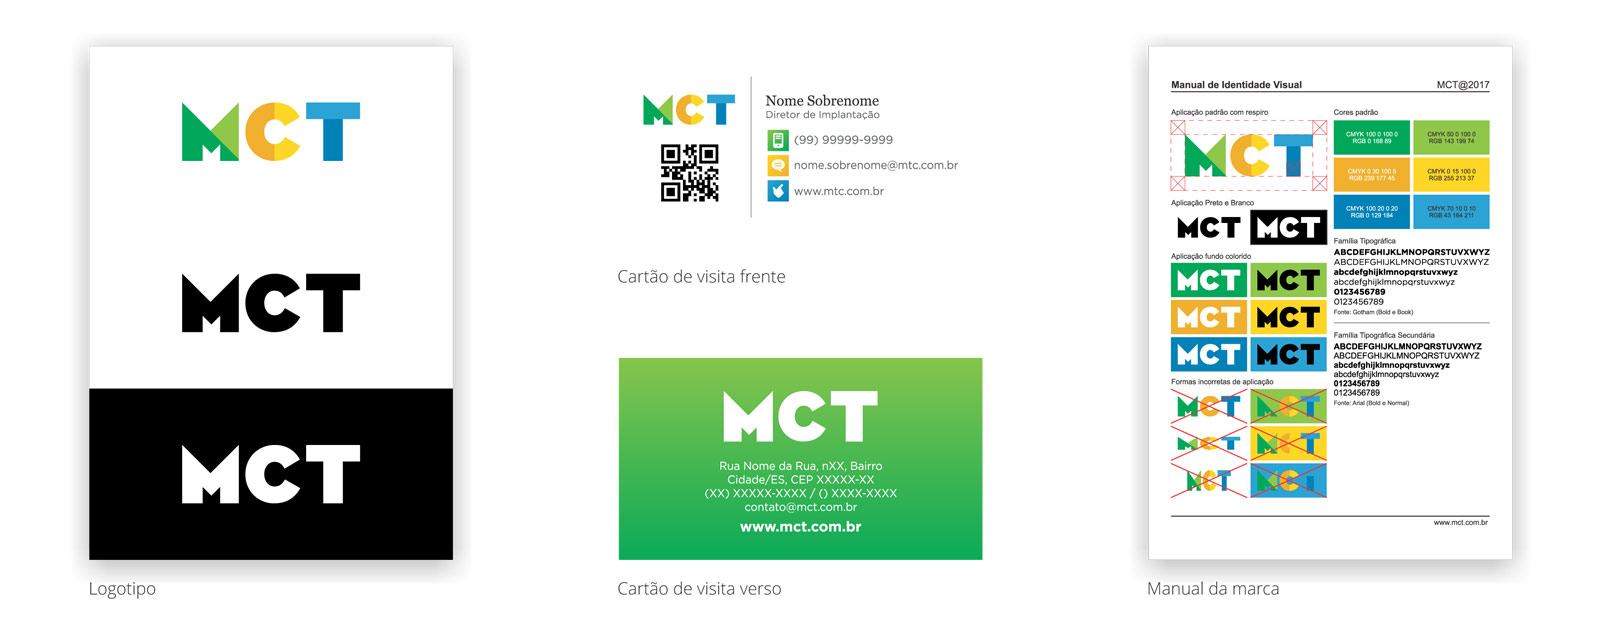 MCT
MCT
MCT
Logotipo
MCT
Nome Sobrenome
Diretor de Implantação
(99) 99999-9999
nome.sobrenome@mtc.com.br
www.mtc.com.br
Cartão de visita frente
MCT
Rua Nome da Rua, nXX, Bairro
Cidade/ES, CEP XXXXX-XX
(XX) XXXXX-XXXX / () XXXX-XXXX
contato@mct.com.br
www.mct.com.br
Cartão de visita verso
Manual de Identidade Visual
MCT@2017
Aplicação padrão com respiro
MCT
Aplicação Preto e Branco
MCT MCT
Aplicação fundo colorido
MCT MCT
MCT MCT
MCT MCT
Formas incorretas de aplicação
MCT MCT
MCT MCT
MCT MCT
Cores padrão
CMYK 100 0 100 0
RGB 0 168 89
CMYK 50 0 100 0
RGB 143 199 74
CMYK 0 30 100 0
RGB 239 177 45
CMYK 0 15 100 0
RGB 255 213 37
CMYK 100 20 0 20
RGB 0 129 184
CMYK 70 10 0 10
RGB 43 164 211
Família Tipográfica
ABCDEFGHIJKLMNOPQRSTUVXWYZ
ABCDEFGHIJKLMNOPQRSTUVXWYZ
abcdefghijklmnopqrstuvwxyz
abcdefghijklmnopqrstuvwxyz
0123456789
0123456789
Fonte: Gotham (Bold e Book)
Família Tipográfica Secundária
ABCDEFGHIJKLMNOPQRSTUVXWYZ
ABCDEFGHIJKLMNOPQRSTUVXWYZ
abcdefghijklmnopqrstuvxwyz
abcdefghijklmnopqrstuvxwyz
0123456789
0123456789
Fonte: Arial (Bold e Normal)
www.mct.com.br
Manual da marca